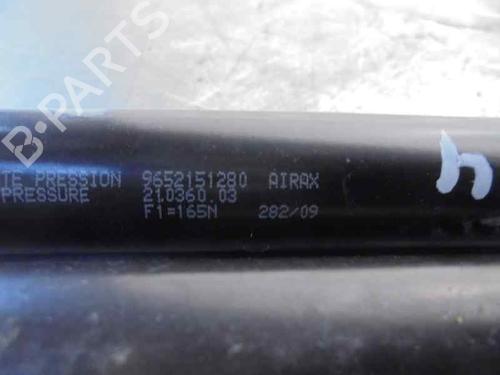 TE PRESSION 9652151280 AIRAX
PRESSURE 210360.03
F1=165N 282/09
B-Parts